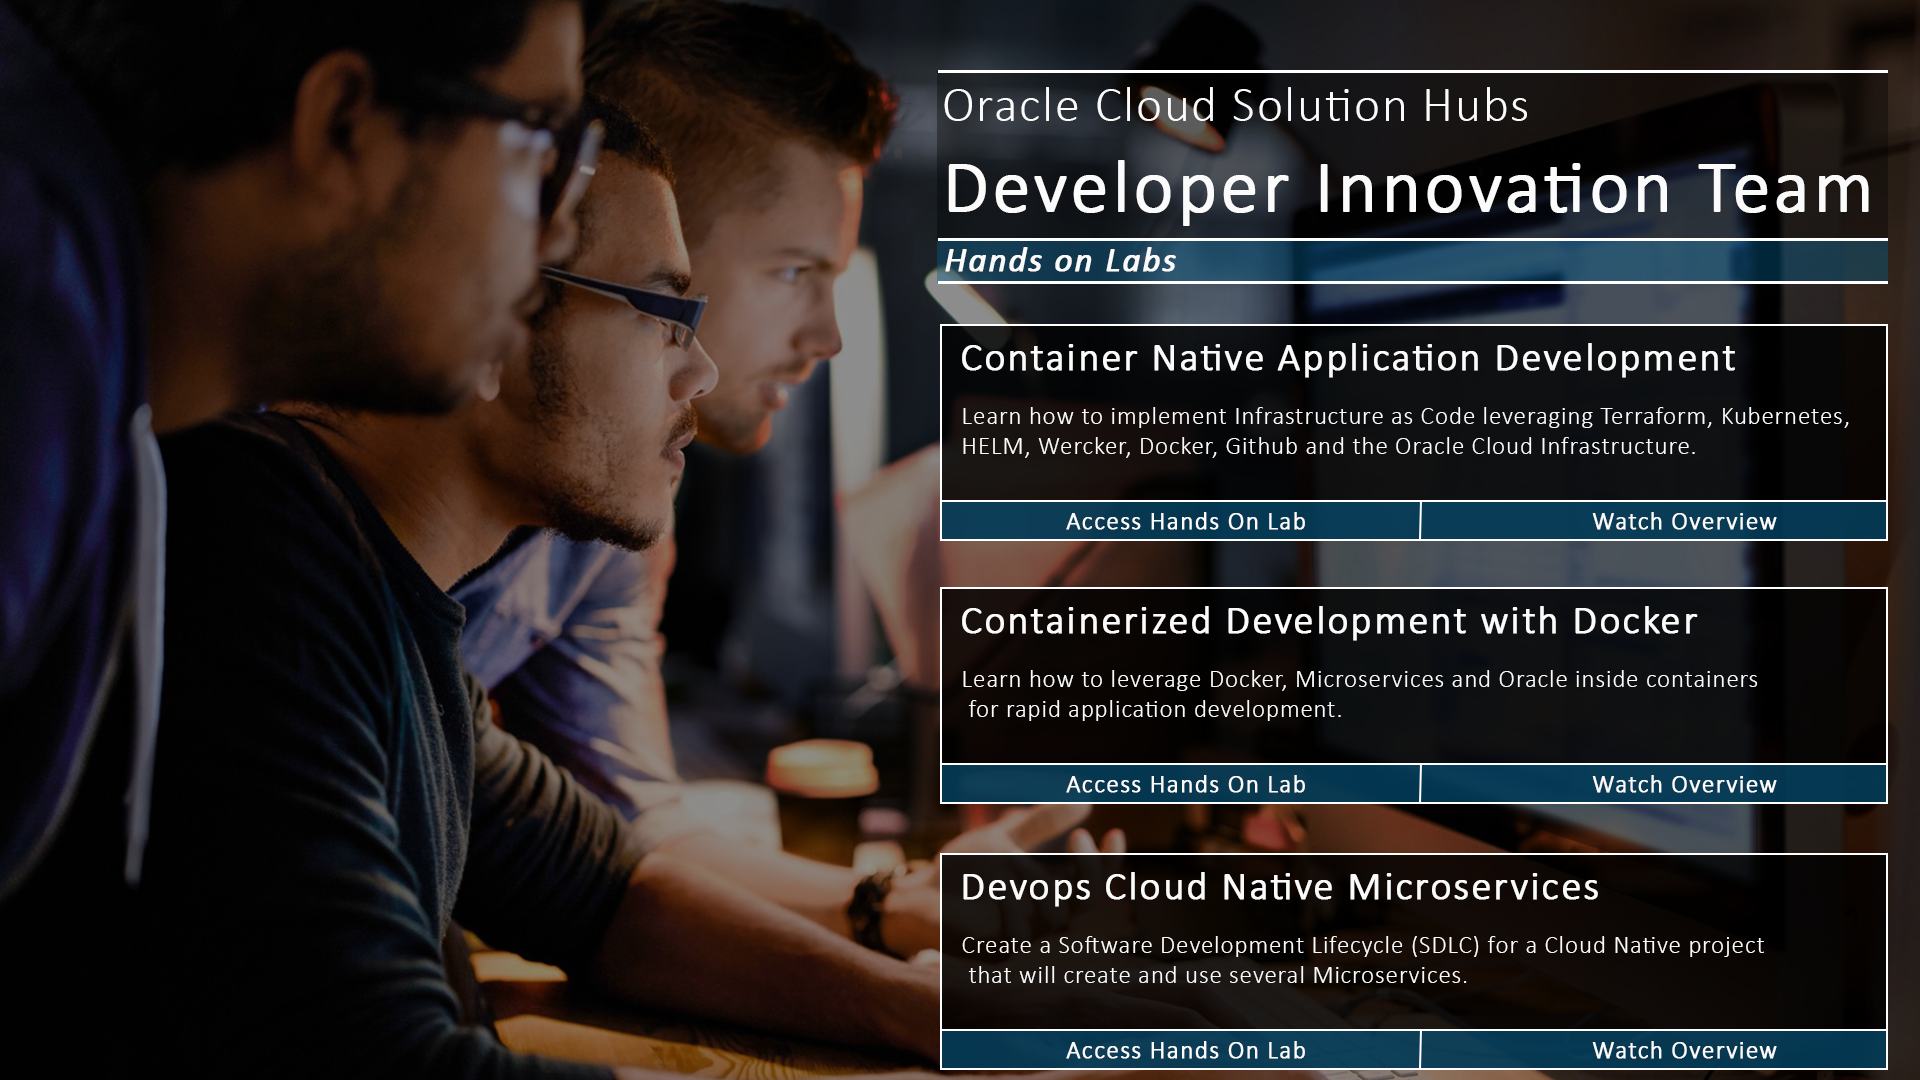 Oracle Cloud Solution Hubs
Developer Innovation Team
Hands on Labs
Container Native Application Development
Learn how to implement Infrastructure as Code leveraging Terraform, Kubernetes,
HELM, Wercker, Docker, Github and the Oracle Cloud Infrastructure.
Access Hands On Lab
Watch Overview
Containerized Development with Docker
Learn how to leverage Docker, Microservices and Oracle inside containers
for rapid application development.
Access Hands On Lab
Watch Overview
Devops Cloud Native Microservices
Create a Software Development Lifecycle (SDLC) for a Cloud Native project
that will create and use several Microservices.
Access Hands On Lab
Watch Overview